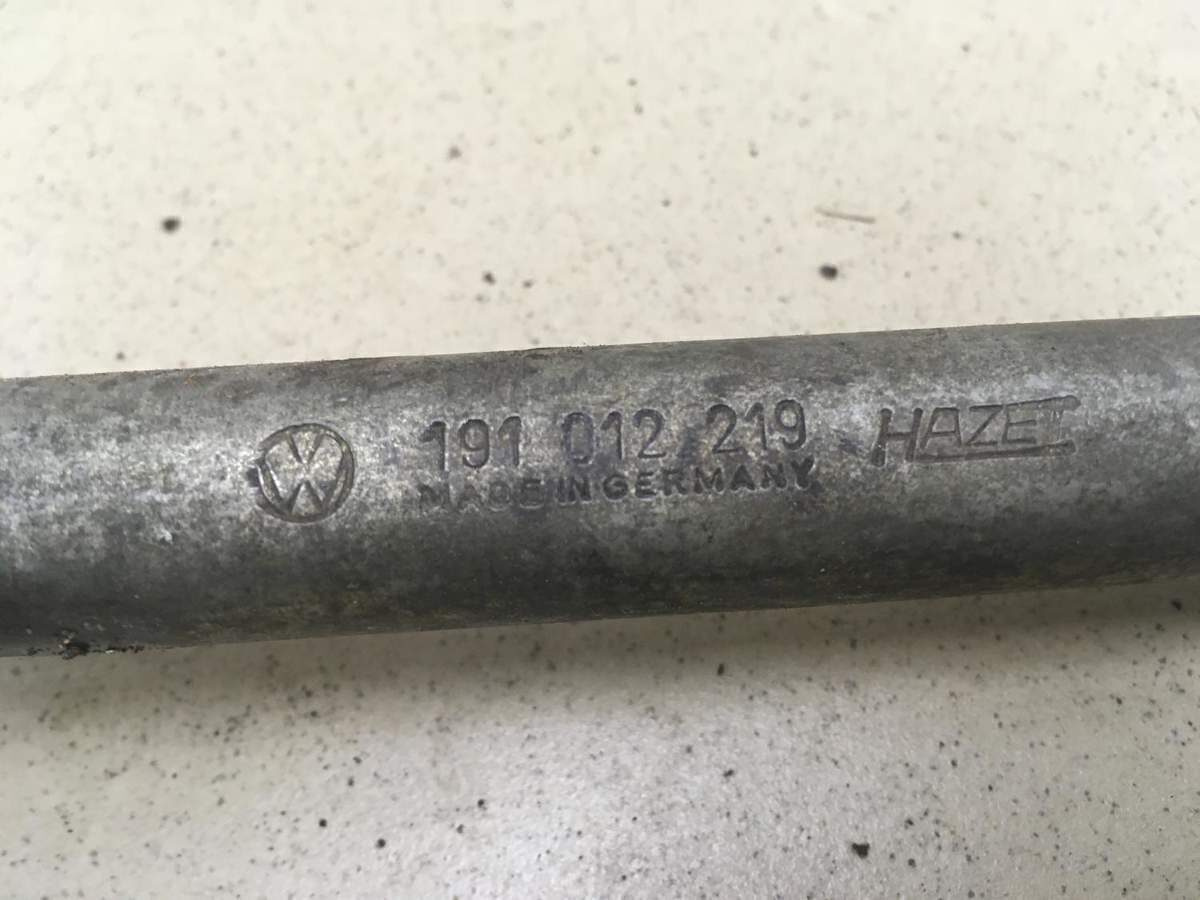 191 012 219 HAZET
MADE IN GERMANY